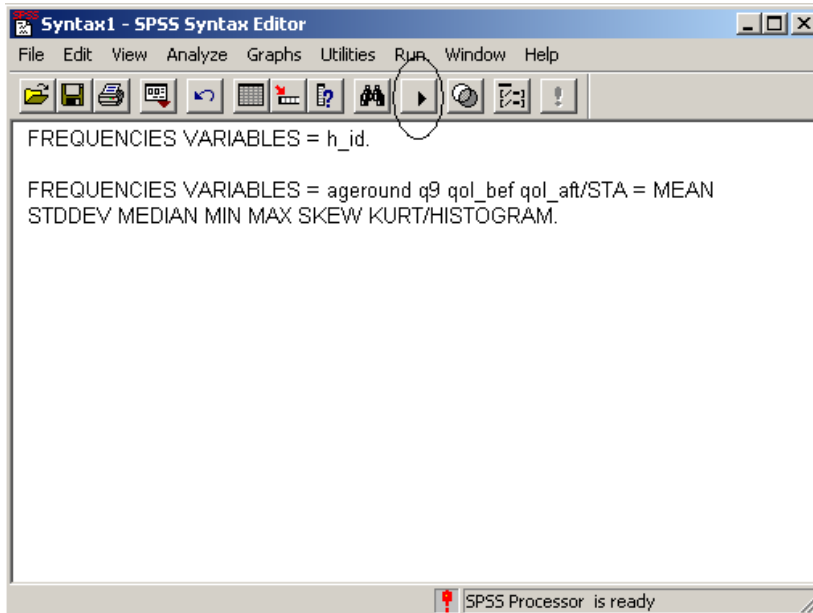 Syntax1 - SPSS Syntax Editor
File Edit View Analyze Graphs Utilities Run Window Help
FREQUENCIES VARIABLES = h_id.
FREQUENCIES VARIABLES = ageround q9 qol_bef qol_aft/STA = MEAN
STDDEV MEDIAN MIN MAX SKEW KURT/HISTOGRAM.
SPSS Processor is ready